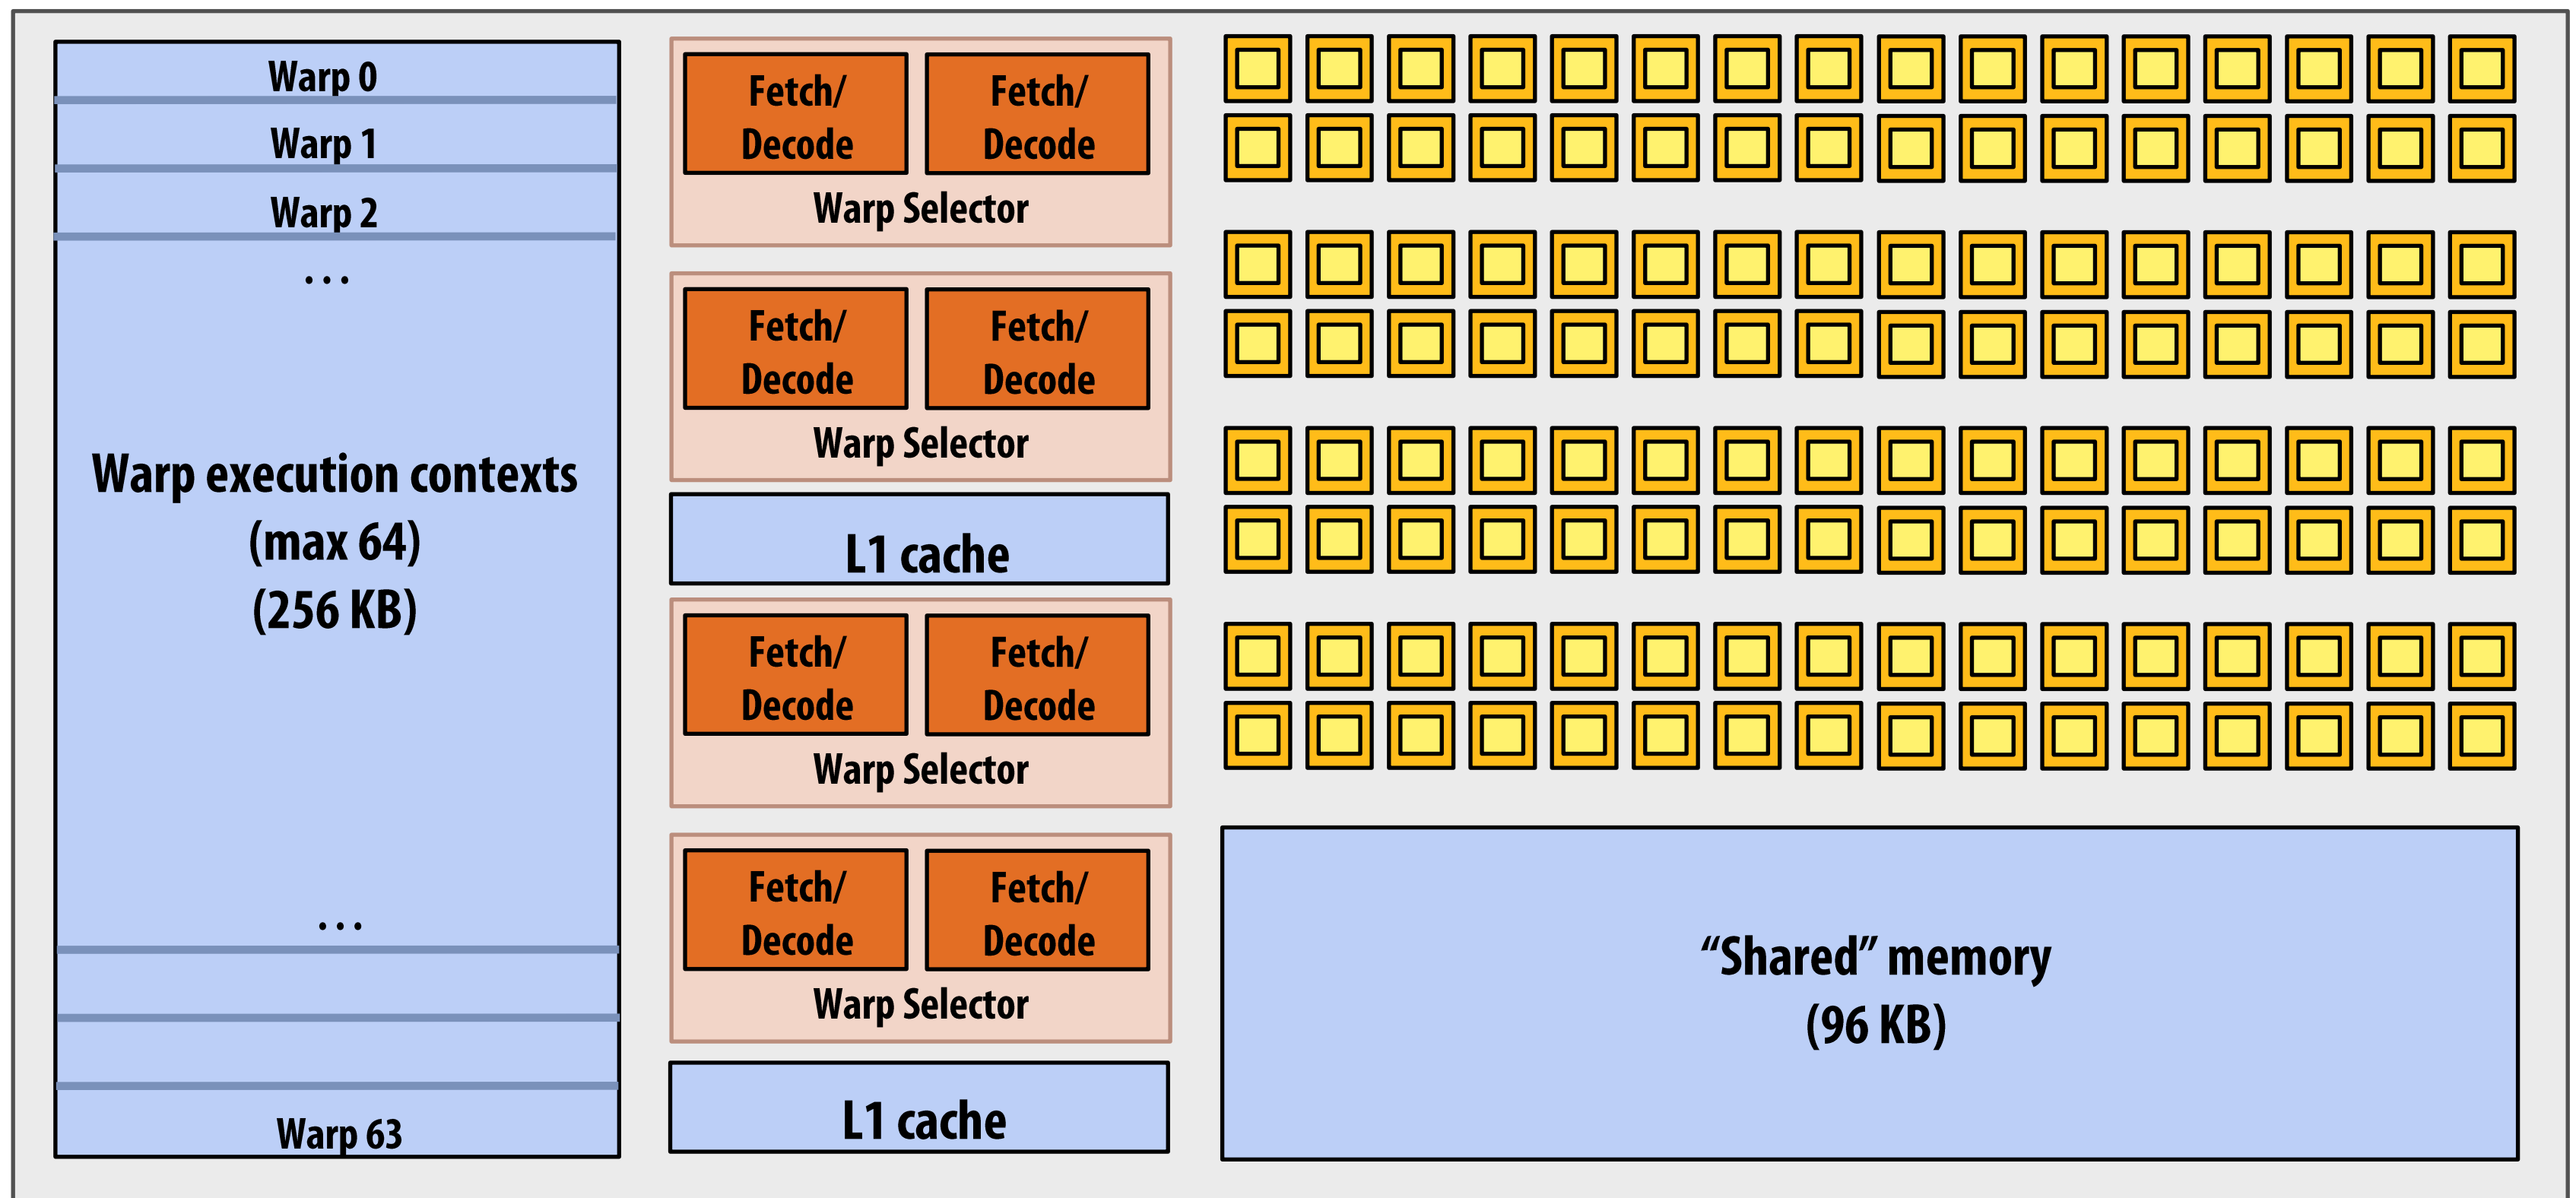 Warp 0
Warp 1
Warp 2
...
Warp execution contexts
(max 64)
(256 KB)
...
Warp 63
Fetch/
Decode
Fetch/
Decode
Warp Selector
Fetch/
Decode
Fetch/
Decode
Warp Selector
L1 cache
Fetch/
Decode
Fetch/
Decode
Warp Selector
Fetch/
Decode
Fetch/
Decode
Warp Selector
L1 cache
“Shared” memory
(96 KB)